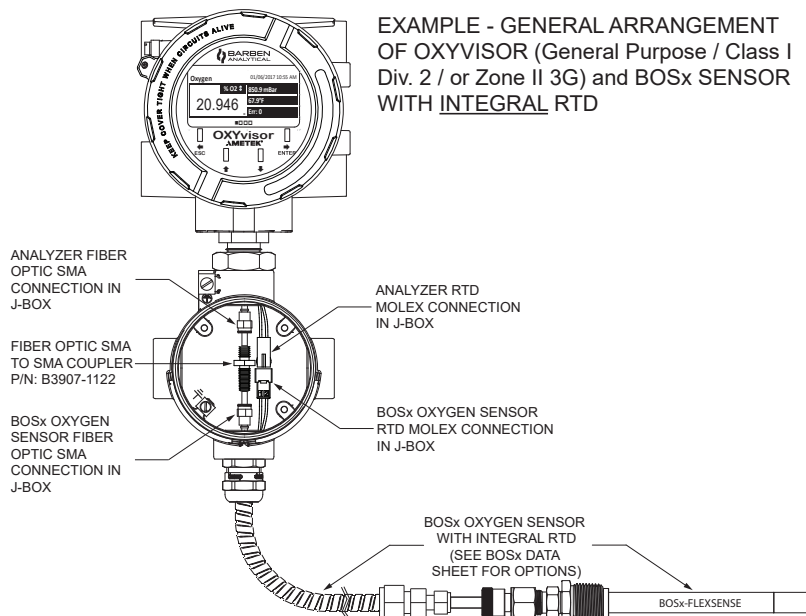 EXAMPLE - GENERAL ARRANGEMENT
OF OXYVISOR (General Purpose / Class I
Div. 2 / or Zone II 3G) and BOSx SENSOR
WITH INTEGRAL RTD
KEEP COVER TIGHT WHEN CIRCUITS ALIVE
BARBEN
ANALYTICAL
Oxygen 01/06/2017 10:55 AM
% O2 850.9 mBar
20.946 67.9°F
Err: 0
OXYvisor
AMETEK®
ESC ENTER
ANALYZER FIBER
OPTIC SMA
CONNECTION IN
J-BOX
FIBER OPTIC SMA
TO SMA COUPLER
P/N: B3907-1122
BOSx OXYGEN
SENSOR FIBER
OPTIC SMA
CONNECTION IN
J-BOX
ANALYZER RTD
MOLEX CONNECTION
IN J-BOX
BOSx OXYGEN SENSOR
RTD MOLEX CONNECTION
IN J-BOX
BOSx OXYGEN SENSOR
WITH INTEGRAL RTD
(SEE BOSx DATA
SHEET FOR OPTIONS)
BOSx-FLEXSENSE